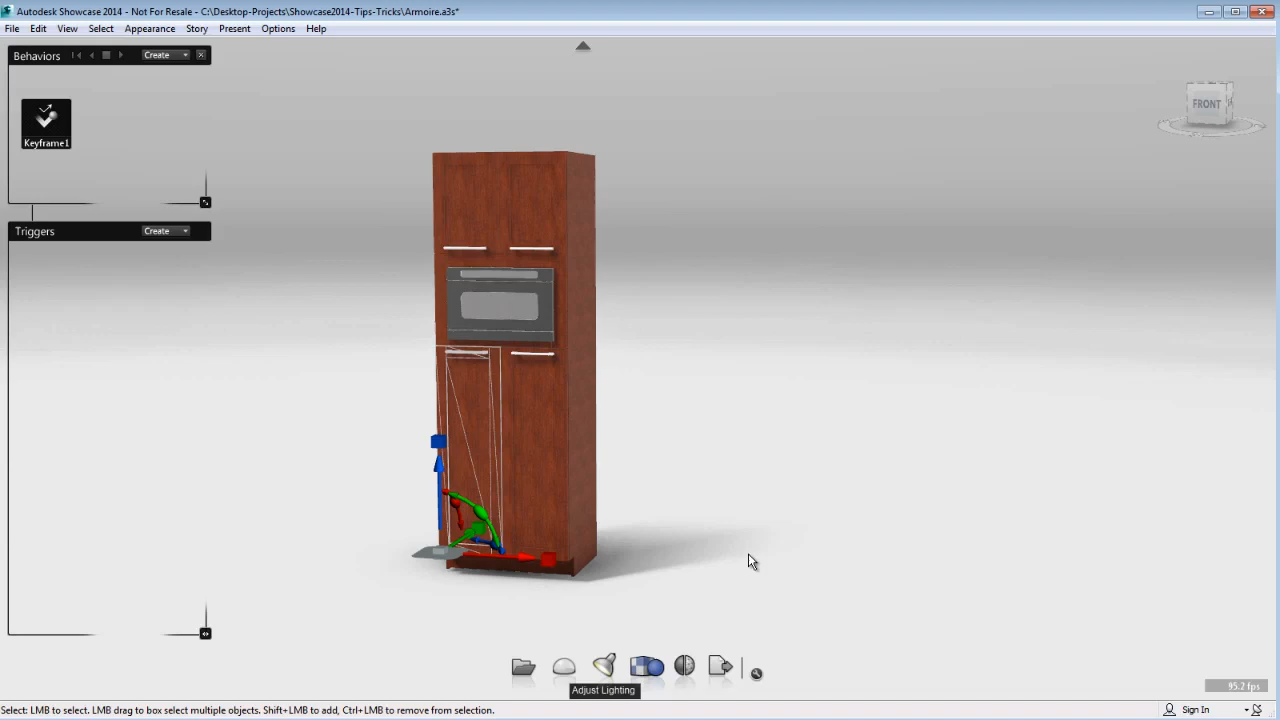 Autodesk Showcase 2014 - Not For Resale - C:\Desktop-Projects\Showcase2014-Tips-Tricks\Armoire.a3s*
File Edit View Select Appearance Story Scene Present Options Help
Behaviors Create
Keyframe1
Triggers Create
FRONT
Adjust Lighting
95.2 fps
Select: LMB to select. LMB drag to box select multiple objects. Shift+LMB to add, Ctrl+LMB to remove from selection.
Sign In